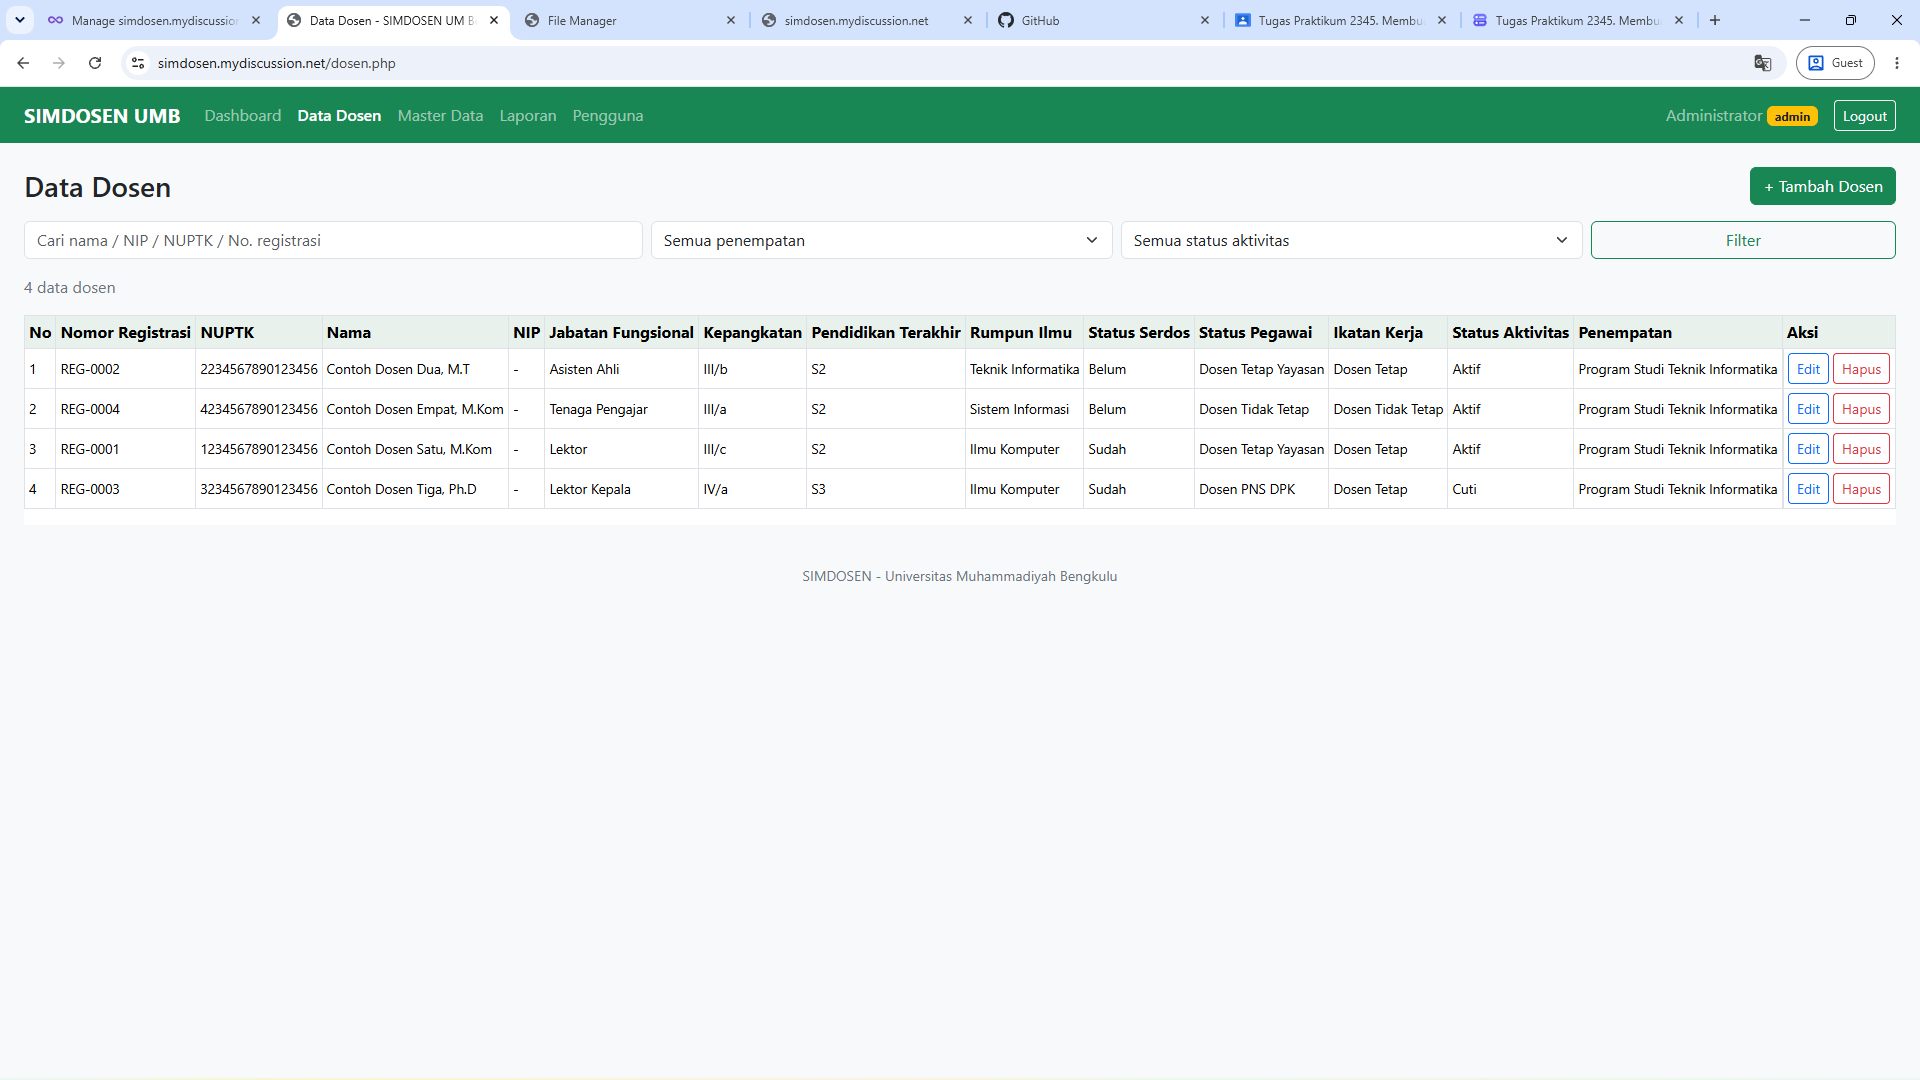 Manage simdosen.mydiscussion
Data Dosen - SIMDOSEN UM B
File Manager
simdosen.mydiscussion.net
GitHub
Tugas Praktikum 2345. Membu
Tugas Praktikum 2345. Membu
simdosen.mydiscussion.net/dosen.php
Guest
SIMDOSEN UMB Dashboard Data Dosen Master Data Laporan Pengguna Administrator admin Logout
Data Dosen
+ Tambah Dosen
Cari nama / NIP / NUPTK / No. registrasi
Semua penempatan
Semua status aktivitas
Filter
4 data dosen
No Nomor Registrasi NUPTK Nama NIP Jabatan Fungsional Kepangkatan Pendidikan Terakhir Rumpun Ilmu Status Serdos Status Pegawai Ikatan Kerja Status Aktivitas Penempatan Aksi
1 REG-0002 2234567890123456 Contoh Dosen Dua, M.T - Asisten Ahli III/b S2 Teknik Informatika Belum Dosen Tetap Yayasan Dosen Tetap Aktif Program Studi Teknik Informatika Edit Hapus
2 REG-0004 4234567890123456 Contoh Dosen Empat, M.Kom - Tenaga Pengajar III/a S2 Sistem Informasi Belum Dosen Tidak Tetap Dosen Tidak Tetap Aktif Program Studi Teknik Informatika Edit Hapus
3 REG-0001 1234567890123456 Contoh Dosen Satu, M.Kom - Lektor III/c S2 Ilmu Komputer Sudah Dosen Tetap Yayasan Dosen Tetap Aktif Program Studi Teknik Informatika Edit Hapus
4 REG-0003 3234567890123456 Contoh Dosen Tiga, Ph.D - Lektor Kepala IV/a S3 Ilmu Komputer Sudah Dosen PNS DPK Dosen Tetap Cuti Program Studi Teknik Informatika Edit Hapus
SIMDOSEN - Universitas Muhammadiyah Bengkulu